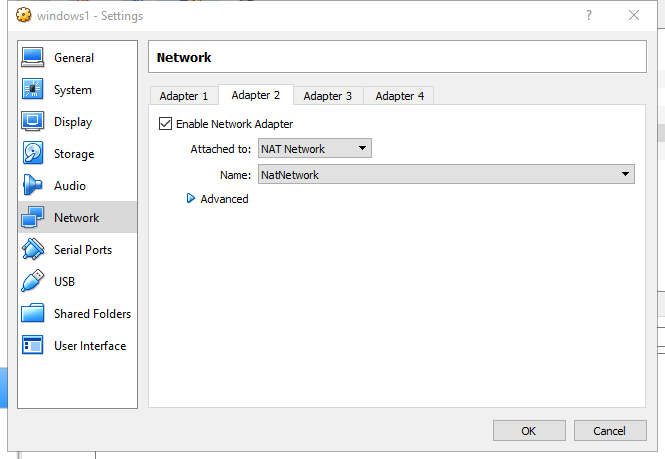 windows1 - Settings
?
General
System
Display
Storage
Audio
Network
Serial Ports
USB
Shared Folders
User Interface
Network
Adapter 1 Adapter 2 Adapter 3 Adapter 4
Enable Network Adapter
Attached to: NAT Network
Name: NatNetwork
Advanced
OK Cancel